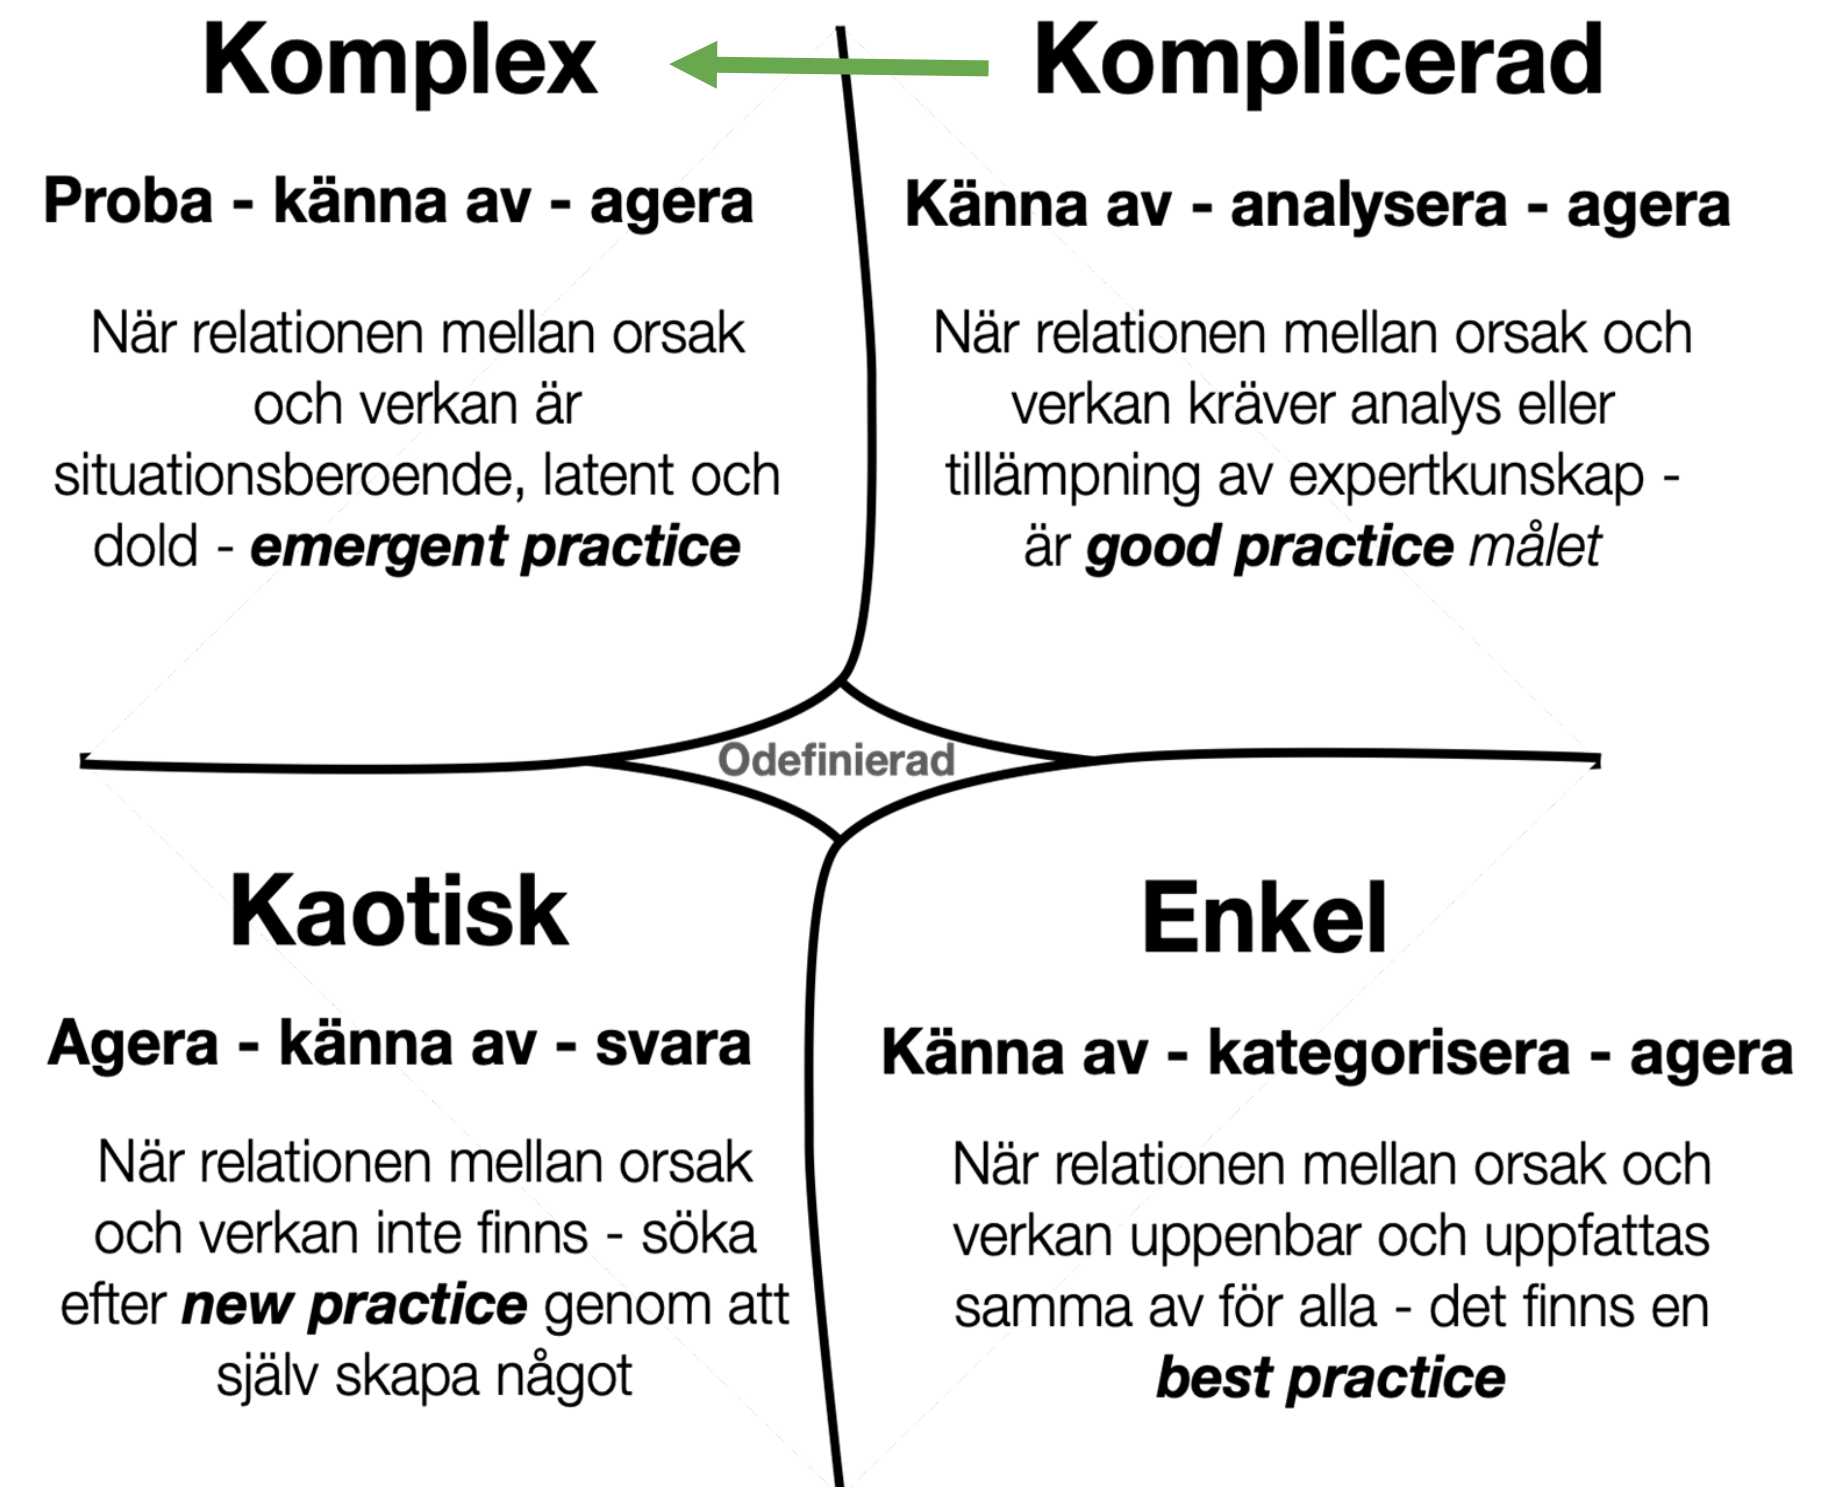 Komplex
Proba - känna av - agera
När relationen mellan orsak
och verkan är
situationsberoende, latent och
dold - emergent practice
Komplicerad
Känna av - analysera - agera
När relationen mellan orsak och
verkan kräver analys eller
tillämpning av expertkunskap -
är good practice målet
Odefinierad
Kaotisk
Agera - känna av - svara
När relationen mellan orsak
och verkan inte finns - söka
efter new practice genom att
själv skapa något
Enkel
Känna av - kategorisera - agera
När relationen mellan orsak och
verkan uppenbar och uppfattas
samma av för alla - det finns en
best practice